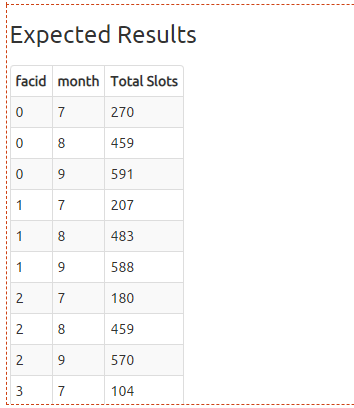 Expected Results
facid month Total Slots
0 7 270
0 8 459
0 9 591
1 7 207
1 8 483
1 9 588
2 7 180
2 8 459
2 9 570
3 7 104